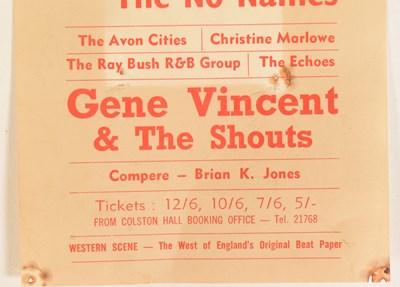 The No Names
The Avon Cities | Christine Marlowe
The Ray Bush R&B Group | The Echoes
Gene Vincent
& The Shouts
Compere – Brian K. Jones
Tickets : 12/6, 10/6, 7/6, 5/-
FROM COLSTON HALL BOOKING OFFICE — Tel. 21768
WESTERN SCENE — The West of England's Original Beat Paper